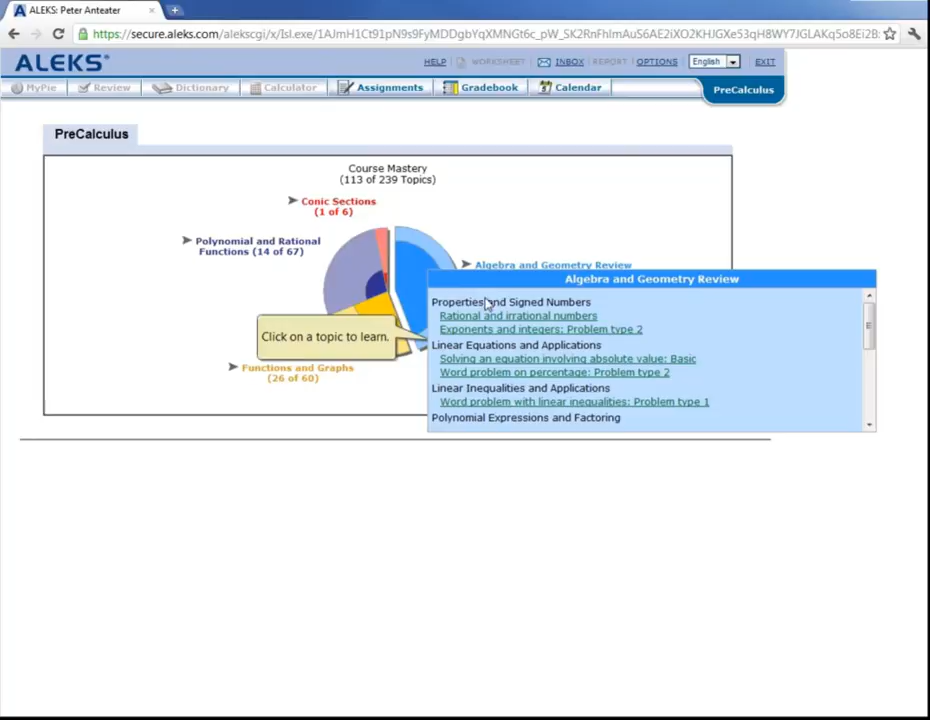 ALEKS: Peter Anteater
https://secure.aleks.com/alekscgi/x/Isl.exe/
ALEKS®
HELP WORKSHEET INBOX REPORT OPTIONS English EXIT
MyPie Review Dictionary Calculator Assignments Gradebook Calendar PreCalculus
PreCalculus
Course Mastery
(113 of 239 Topics)
Conic Sections
(1 of 6)
Polynomial and Rational
Functions (14 of 67)
Algebra and Geometry Review
Algebra and Geometry Review
Properties and Signed Numbers
Rational and irrational numbers
Exponents and integers: Problem type 2
Linear Equations and Applications
Solving an equation involving absolute value: Basic
Word problem on percentage: Problem type 2
Linear Inequalities and Applications
Word problem with linear inequalities: Problem type 1
Polynomial Expressions and Factoring
Click on a topic to learn.
Functions and Graphs
(26 of 60)